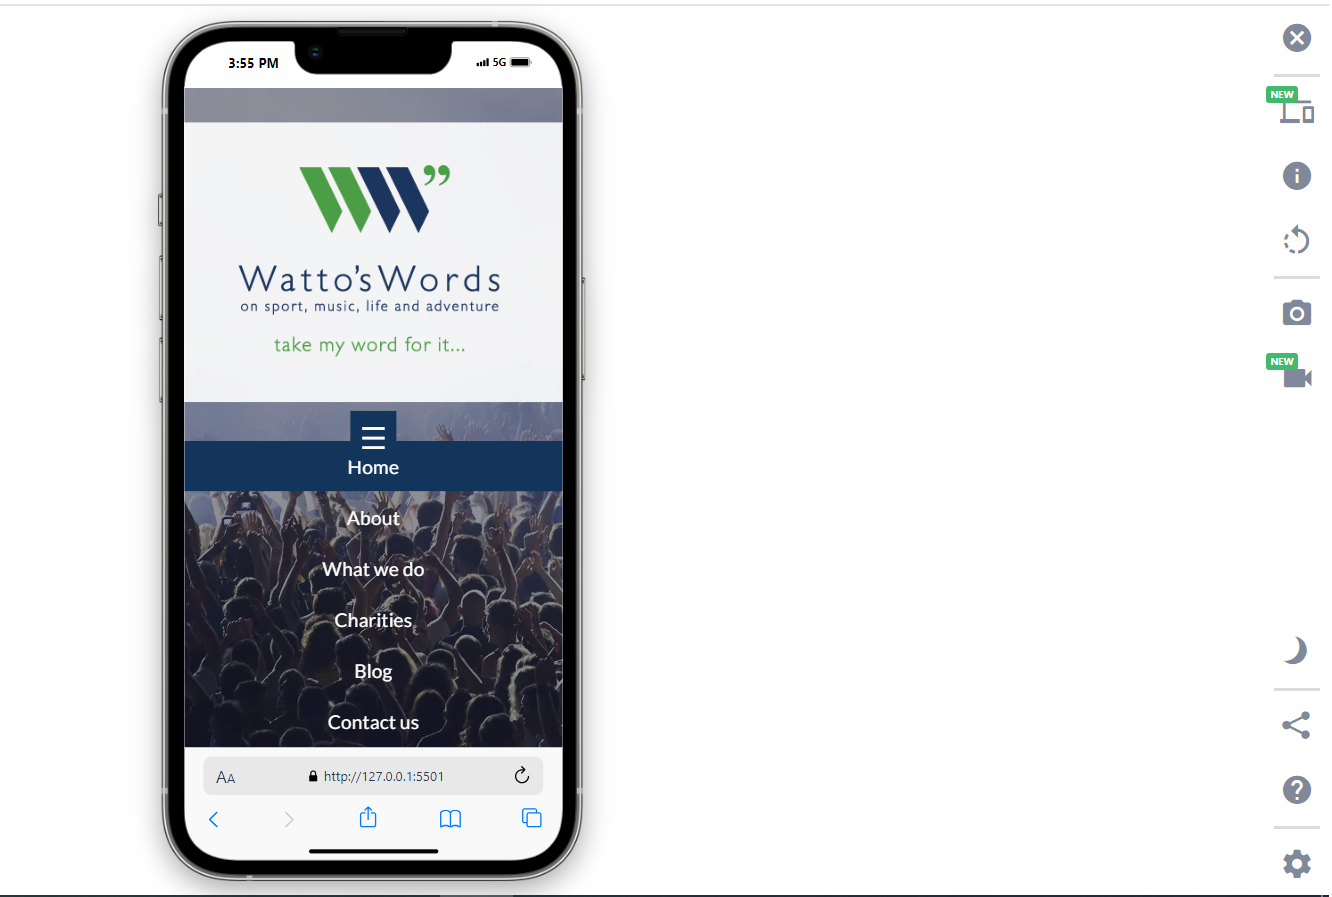 3:55 PM
5G
NEW
”
Watto’sWords
on sport, music, life and adventure
take my word for it...
NEW
☰
Home
About
What we do
Charities
Blog
Contact us
AA
http://127.0.0.1:5501